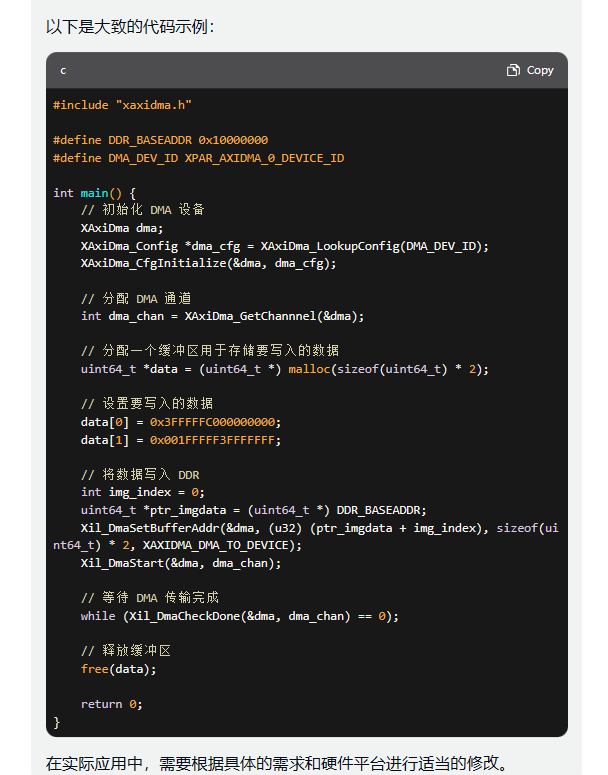 以下是大致的代码示例：
c
Copy
#include "xaxidma.h"
#define DDR_BASEADDR 0x10000000
#define DMA_DEV_ID XPAR_AXIDMA_0_DEVICE_ID
int main() {
// 初始化 DMA 设备
XAxiDma dma;
XAxiDma_Config *dma_cfg = XAxiDma_LookupConfig(DMA_DEV_ID);
XAxiDma_CfgInitialize(&dma, dma_cfg);
// 分配 DMA 通道
int dma_chan = XAxiDma_GetChannnel(&dma);
// 分配一个缓冲区用于存储要写入的数据
uint64_t *data = (uint64_t *) malloc(sizeof(uint64_t) * 2);
// 设置要写入的数据
data[0] = 0x3FFFFFC000000000;
data[1] = 0x001FFFFF3FFFFFFF;
// 将数据写入 DDR
int img_index = 0;
uint64_t *ptr_imgdata = (uint64_t *) DDR_BASEADDR;
Xil_DmaSetBufferAddr(&dma, (u32) (ptr_imgdata + img_index), sizeof(ui
nt64_t) * 2, XAXIDMA_DMA_TO_DEVICE);
Xil_DmaStart(&dma, dma_chan);
// 等待 DMA 传输完成
while (Xil_DmaCheckDone(&dma, dma_chan) == 0);
// 释放缓冲区
free(data);
return 0;
}
在实际应用中，需要根据具体的需求和硬件平台进行适当的修改。